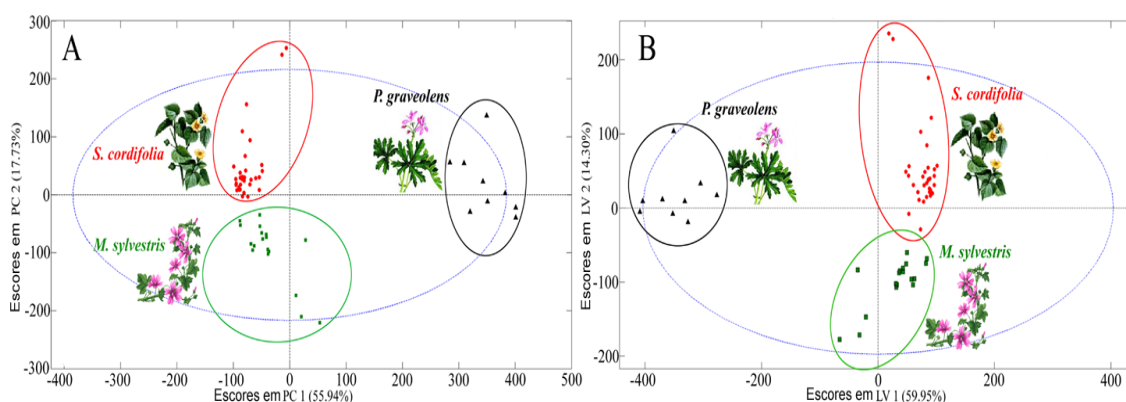 A
300
200
100
0
-100
-200
-300
-400 -300 -200 -100 0 100 200 300 400 500
Escores em PC 2 (17.73%)
Escores em PC 1 (55.94%)
S. cordifolia
P. graveolens
M. sylvestris
B
200
100
0
-100
-200
-400 -200 0 200 400
Escores em LV 2 (14.30%)
Escores em LV 1 (59.95%)
P. graveolens
S. cordifolia
M. sylvestris